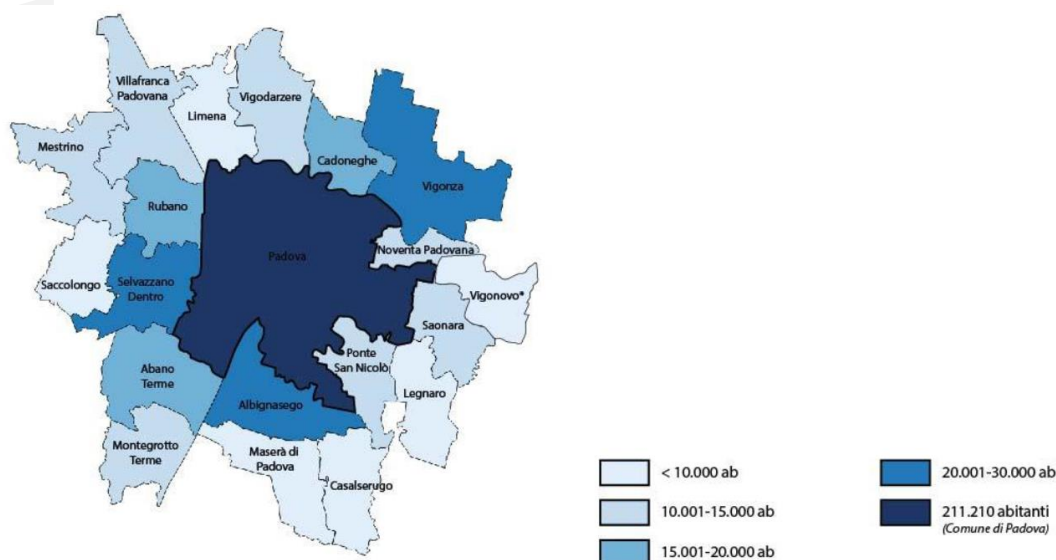 Villafranca
Padovana
Limena
Vigodarzere
Mestrino
Cadoneghe
Vigonza
Rubano
Noventa Padovana
Padova
Saccolongo
Selvazzano
Dentro
Vigonovo*
Saonara
Ponte
San Nicolò
Abano
Terme
Legnaro
Albignasego
Montegrotto
Terme
Maserà di
Padova
Casalserugo
< 10.000 ab
10.001-15.000 ab
15.001-20.000 ab
20.001-30.000 ab
211.210 abitanti
(Comune di Padova)